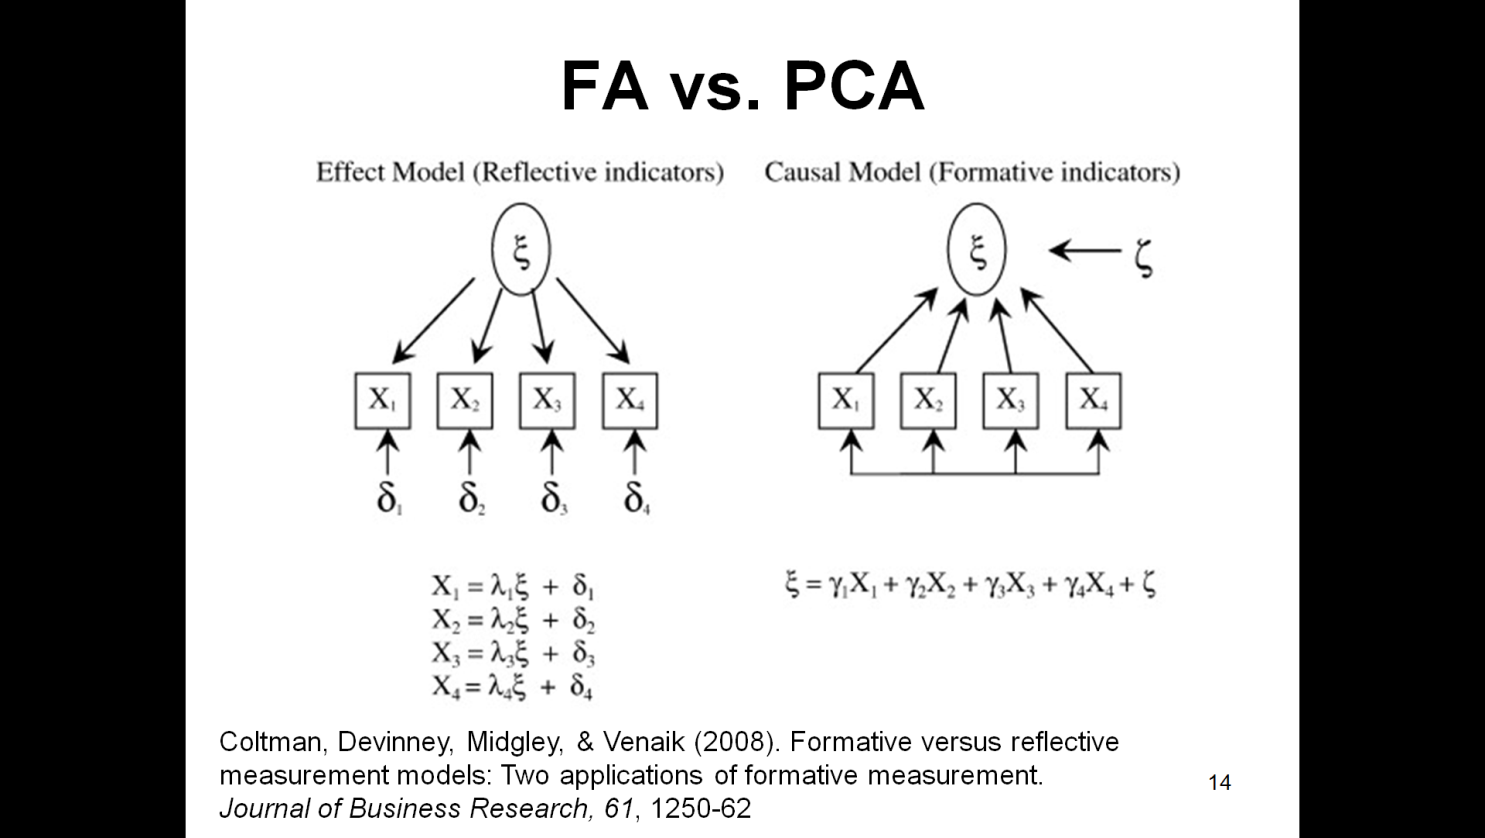 FA vs. PCA
Effect Model (Reflective indicators)
Causal Model (Formative indicators)
ξ
X₁ X₂ X₃ X₄
δ₁ δ₂ δ₃ δ₄
X₁ = λ₁ξ + δ₁
X₂ = λ₂ξ + δ₂
X₃ = λ₃ξ + δ₃
X₄ = λ₄ξ + δ₄
ξ ζ
X₁ X₂ X₃ X₄
ξ = γ₁X₁ + γ₂X₂ + γ₃X₃ + γ₄X₄ + ζ
Coltman, Devinney, Midgley, & Venaik (2008). Formative versus reflective
measurement models: Two applications of formative measurement.
Journal of Business Research, 61, 1250-62
14